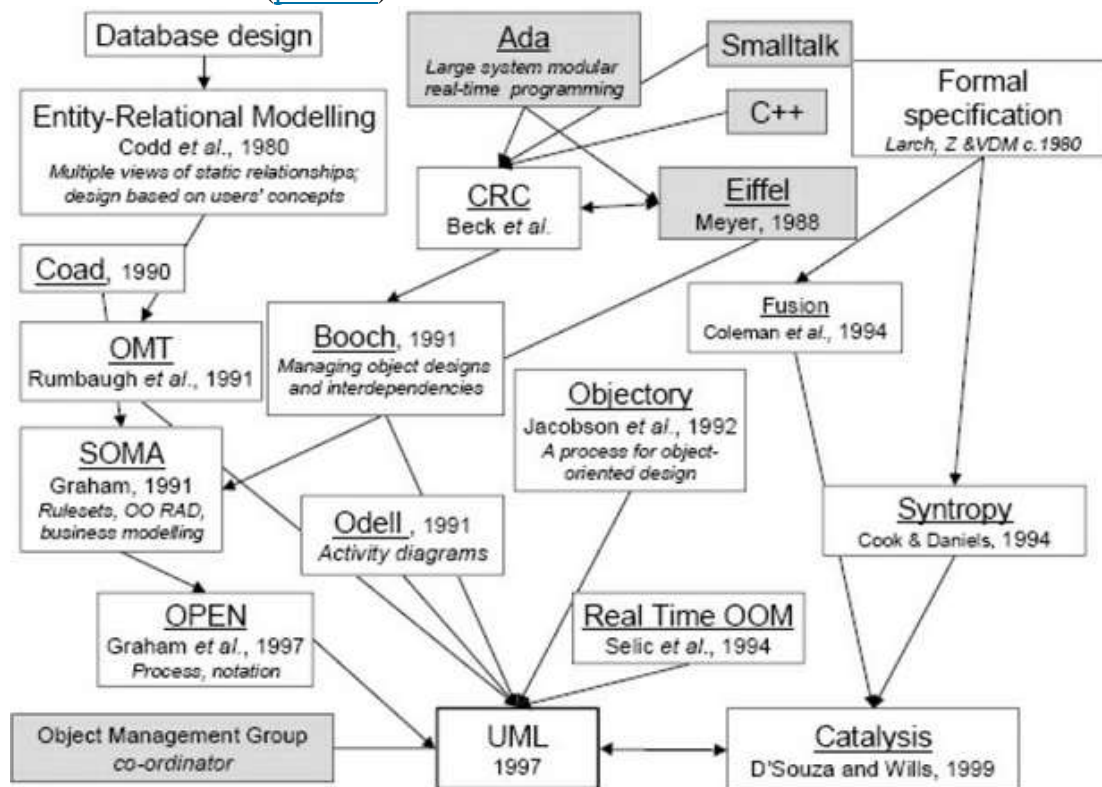 Database design
Ada
Large system modular
real-time programming
Smalltalk
C++
Formal
specification
Larch, Z &VDM c.1980
Entity-Relational Modelling
Codd et al., 1980
Multiple views of static relationships;
design based on users' concepts
CRC
Beck et al.
Eiffel
Meyer, 1988
Coad, 1990
OMT
Rumbaugh et al., 1991
Booch, 1991
Managing object designs
and interdependencies
Fusion
Coleman et al., 1994
Objectory
Jacobson et al., 1992
A process for object-
oriented design
SOMA
Graham, 1991
Rulesets, OO RAD,
business modelling
Odell, 1991
Activity diagrams
Syntropy
Cook & Daniels, 1994
OPEN
Graham et al., 1997
Process, notation
Real Time OOM
Selic et al., 1994
Object Management Group
co-ordinator
UML
1997
Catalysis
D'Souza and Wills, 1999